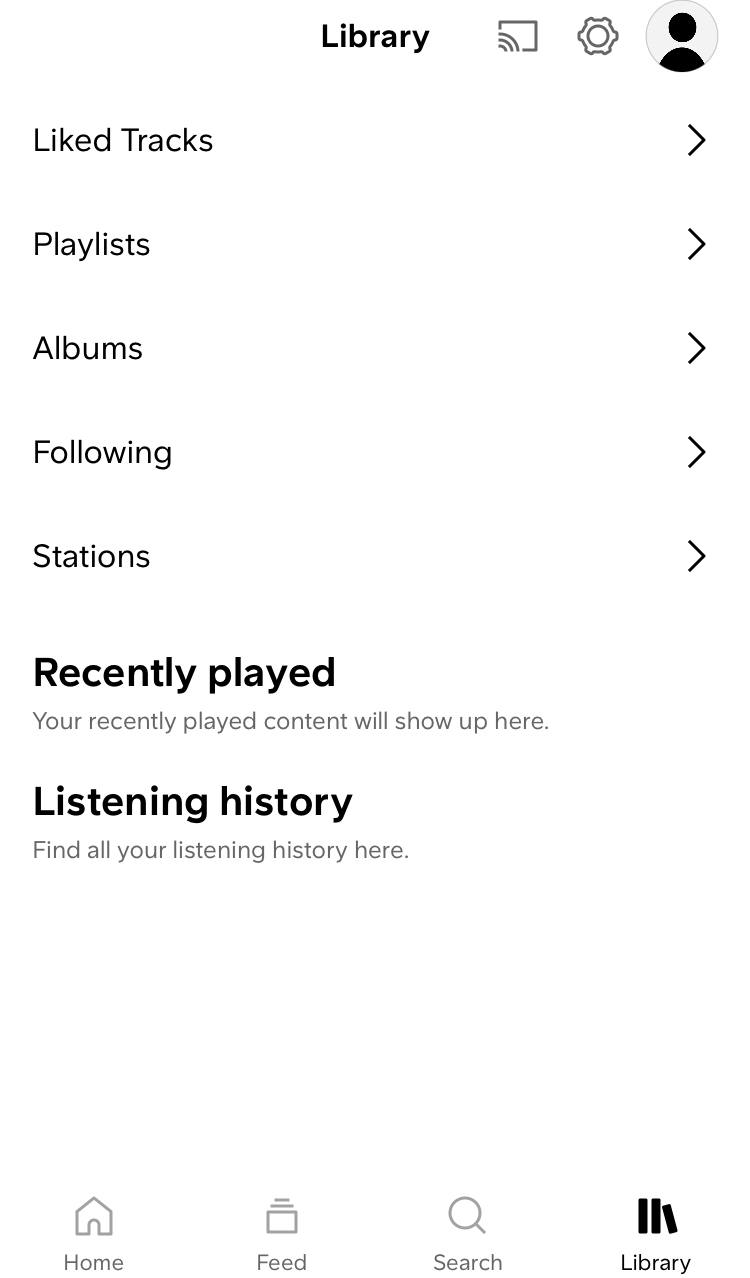 Library
Liked Tracks
Playlists
Albums
Following
Stations
Recently played
Your recently played content will show up here.
Listening history
Find all your listening history here.
Home
Feed
Search
Library